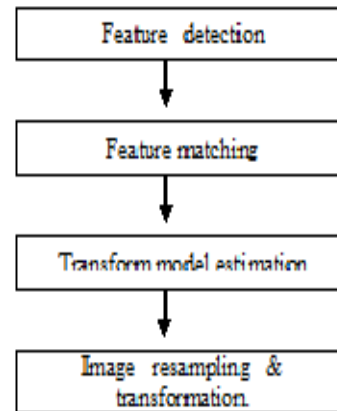 Feature detection
Feature matching
Transform model estimation
Image resampling &
transformation.